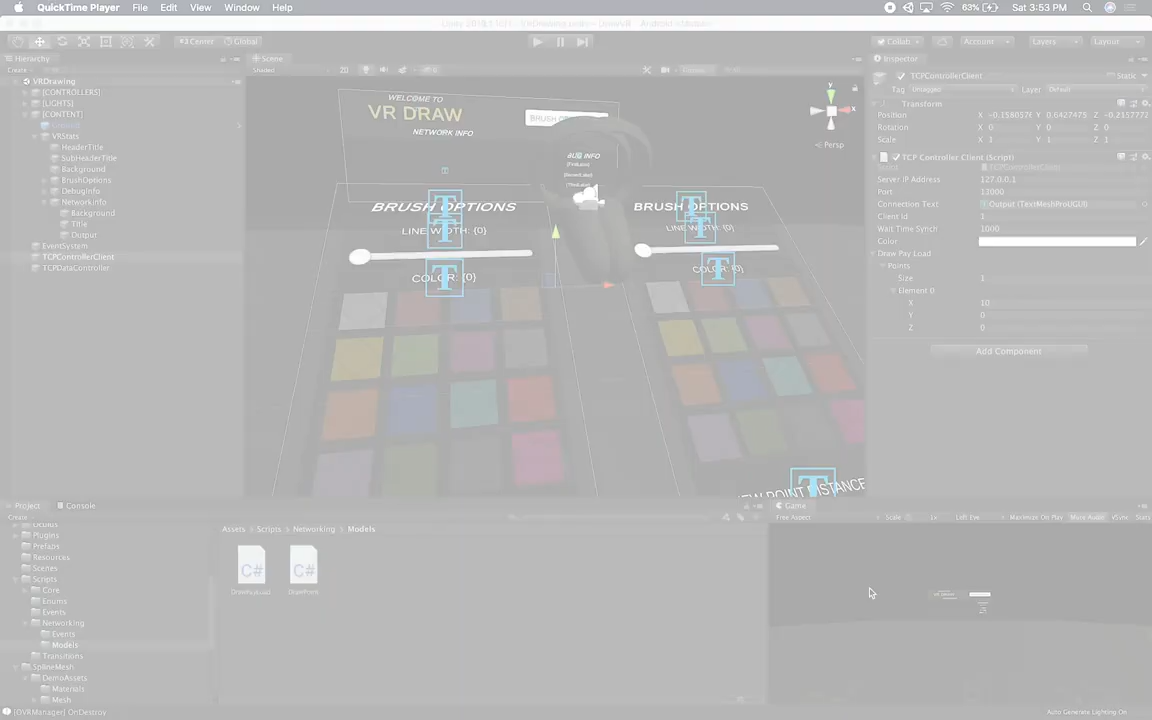 QuickTime Player File Edit View Window Help
63% Sat 3:53 PM
Center Global
Collab Account Layers Layout
Hierarchy
Create
VRDrawing
[CONTROLLERS]
[LIGHTS]
[CONTENT]
VRStats
HeaderTitle
SubHeaderTitle
Background
BrushOptions
DebugInfo
NetworkInfo
Background
Title
Output
EventSystem
TCPControllerClient
TCPDataController
Scene
Shaded 2D
WELCOME TO
VR DRAW
NETWORK INFO
BRUSH OPTIONS
LINE WIDTH: {0}
COLOR: {0}
BRUSH OPTIONS
LINE WIDTH: {0}
COLOR: {0}
y
x
Persp
Inspector
TCPControllerClient Static
Tag Untagged Layer Default
Transform
Position X Y 0.6427475 Z
Rotation X 0 Y 0 Z 0
Scale X 1 Y 1 Z 1
TCP Controller Client (Script)
Script TCPControllerClient
Server IP Address 127.0.0.1
Port 13000
Connection Text Output (TextMeshProUGUI)
Client Id 1
Wait Time Synch 1000
Color
Draw Pay Load
Points
Size 1
Element 0
X 10
Y 0
Z 0
Add Component
Project Console
Create
Oculus
Plugins
Prefabs
Resources
Scenes
Scripts
Core
Enums
Events
Networking
Events
Models
Transitions
SplineMesh
DemoAssets
Materials
Mesh
Assets Scripts Networking Models
C# C#
Game
Free Aspect Scale 1x Left Eye Maximize On Play Mute Audio VSync Stats
[OVRManager] OnDestroy
Auto Generate Lighting On